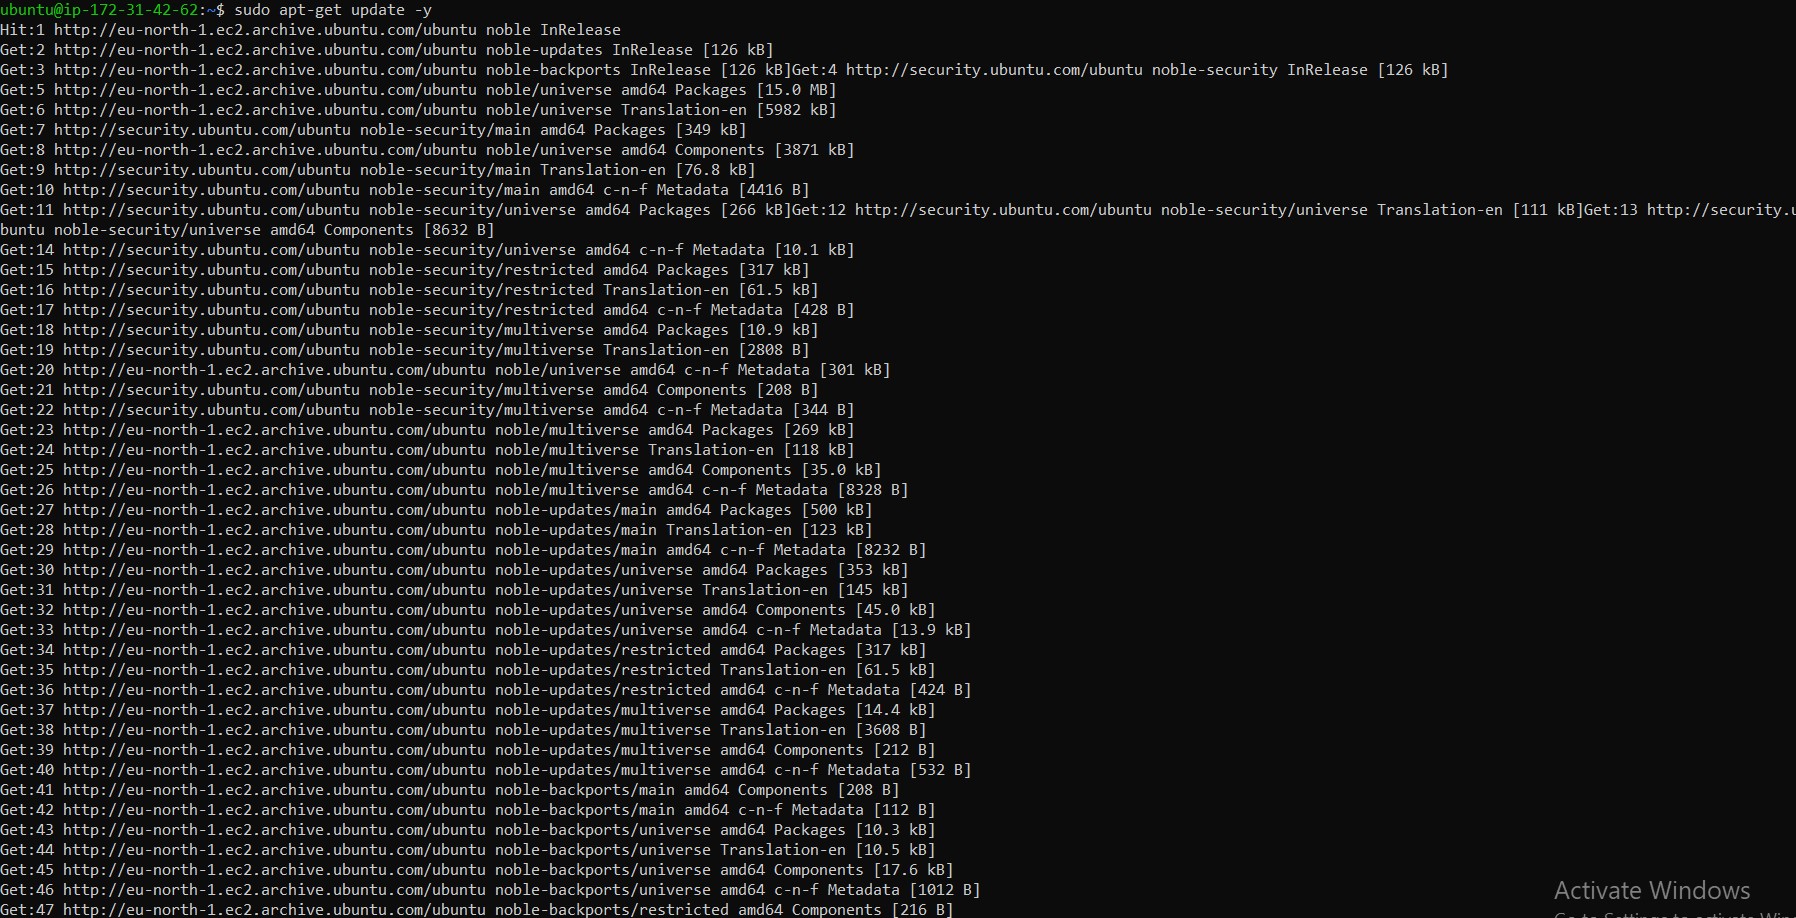 ubuntu@ip-172-31-42-62:~$ sudo apt-get update -y
Hit:1 http://eu-north-1.ec2.archive.ubuntu.com/ubuntu noble InRelease
Get:2 http://eu-north-1.ec2.archive.ubuntu.com/ubuntu noble-updates InRelease [126 kB]
Get:3 http://eu-north-1.ec2.archive.ubuntu.com/ubuntu noble-backports InRelease [126 kB]Get:4 http://security.ubuntu.com/ubuntu noble-security InRelease [126 kB]
Get:5 http://eu-north-1.ec2.archive.ubuntu.com/ubuntu noble/universe amd64 Packages [15.0 MB]
Get:6 http://eu-north-1.ec2.archive.ubuntu.com/ubuntu noble/universe Translation-en [5982 kB]
Get:7 http://security.ubuntu.com/ubuntu noble-security/main amd64 Packages [349 kB]
Get:8 http://eu-north-1.ec2.archive.ubuntu.com/ubuntu noble/universe amd64 Components [3871 kB]
Get:9 http://security.ubuntu.com/ubuntu noble-security/main Translation-en [76.8 kB]
Get:10 http://security.ubuntu.com/ubuntu noble-security/main amd64 c-n-f Metadata [4416 B]
Get:11 http://security.ubuntu.com/ubuntu noble-security/universe amd64 Packages [266 kB]Get:12 http://security.ubuntu.com/ubuntu noble-security/universe Translation-en [111 kB]Get:13 http://security.u
buntu noble-security/universe amd64 Components [8632 B]
Get:14 http://security.ubuntu.com/ubuntu noble-security/universe amd64 c-n-f Metadata [10.1 kB]
Get:15 http://security.ubuntu.com/ubuntu noble-security/restricted amd64 Packages [317 kB]
Get:16 http://security.ubuntu.com/ubuntu noble-security/restricted Translation-en [61.5 kB]
Get:17 http://security.ubuntu.com/ubuntu noble-security/restricted amd64 c-n-f Metadata [428 B]
Get:18 http://security.ubuntu.com/ubuntu noble-security/multiverse amd64 Packages [10.9 kB]
Get:19 http://security.ubuntu.com/ubuntu noble-security/multiverse Translation-en [2808 B]
Get:20 http://eu-north-1.ec2.archive.ubuntu.com/ubuntu noble/universe amd64 c-n-f Metadata [301 kB]
Get:21 http://security.ubuntu.com/ubuntu noble-security/multiverse amd64 Components [208 B]
Get:22 http://security.ubuntu.com/ubuntu noble-security/multiverse amd64 c-n-f Metadata [344 B]
Get:23 http://eu-north-1.ec2.archive.ubuntu.com/ubuntu noble/multiverse amd64 Packages [269 kB]
Get:24 http://eu-north-1.ec2.archive.ubuntu.com/ubuntu noble/multiverse Translation-en [118 kB]
Get:25 http://eu-north-1.ec2.archive.ubuntu.com/ubuntu noble/multiverse amd64 Components [35.0 kB]
Get:26 http://eu-north-1.ec2.archive.ubuntu.com/ubuntu noble/multiverse amd64 c-n-f Metadata [8328 B]
Get:27 http://eu-north-1.ec2.archive.ubuntu.com/ubuntu noble-updates/main amd64 Packages [500 kB]
Get:28 http://eu-north-1.ec2.archive.ubuntu.com/ubuntu noble-updates/main Translation-en [123 kB]
Get:29 http://eu-north-1.ec2.archive.ubuntu.com/ubuntu noble-updates/main amd64 c-n-f Metadata [8232 B]
Get:30 http://eu-north-1.ec2.archive.ubuntu.com/ubuntu noble-updates/universe amd64 Packages [353 kB]
Get:31 http://eu-north-1.ec2.archive.ubuntu.com/ubuntu noble-updates/universe Translation-en [145 kB]
Get:32 http://eu-north-1.ec2.archive.ubuntu.com/ubuntu noble-updates/universe amd64 Components [45.0 kB]
Get:33 http://eu-north-1.ec2.archive.ubuntu.com/ubuntu noble-updates/universe amd64 c-n-f Metadata [13.9 kB]
Get:34 http://eu-north-1.ec2.archive.ubuntu.com/ubuntu noble-updates/restricted amd64 Packages [317 kB]
Get:35 http://eu-north-1.ec2.archive.ubuntu.com/ubuntu noble-updates/restricted Translation-en [61.5 kB]
Get:36 http://eu-north-1.ec2.archive.ubuntu.com/ubuntu noble-updates/restricted amd64 c-n-f Metadata [424 B]
Get:37 http://eu-north-1.ec2.archive.ubuntu.com/ubuntu noble-updates/multiverse amd64 Packages [14.4 kB]
Get:38 http://eu-north-1.ec2.archive.ubuntu.com/ubuntu noble-updates/multiverse Translation-en [3608 B]
Get:39 http://eu-north-1.ec2.archive.ubuntu.com/ubuntu noble-updates/multiverse amd64 Components [212 B]
Get:40 http://eu-north-1.ec2.archive.ubuntu.com/ubuntu noble-updates/multiverse amd64 c-n-f Metadata [532 B]
Get:41 http://eu-north-1.ec2.archive.ubuntu.com/ubuntu noble-backports/main amd64 Components [208 B]
Get:42 http://eu-north-1.ec2.archive.ubuntu.com/ubuntu noble-backports/main amd64 c-n-f Metadata [112 B]
Get:43 http://eu-north-1.ec2.archive.ubuntu.com/ubuntu noble-backports/universe amd64 Packages [10.3 kB]
Get:44 http://eu-north-1.ec2.archive.ubuntu.com/ubuntu noble-backports/universe Translation-en [10.5 kB]
Get:45 http://eu-north-1.ec2.archive.ubuntu.com/ubuntu noble-backports/universe amd64 Components [17.6 kB]
Get:46 http://eu-north-1.ec2.archive.ubuntu.com/ubuntu noble-backports/universe amd64 c-n-f Metadata [1012 B]
Get:47 http://eu-north-1.ec2.archive.ubuntu.com/ubuntu noble-backports/restricted amd64 Components [216 B]
Activate Windows